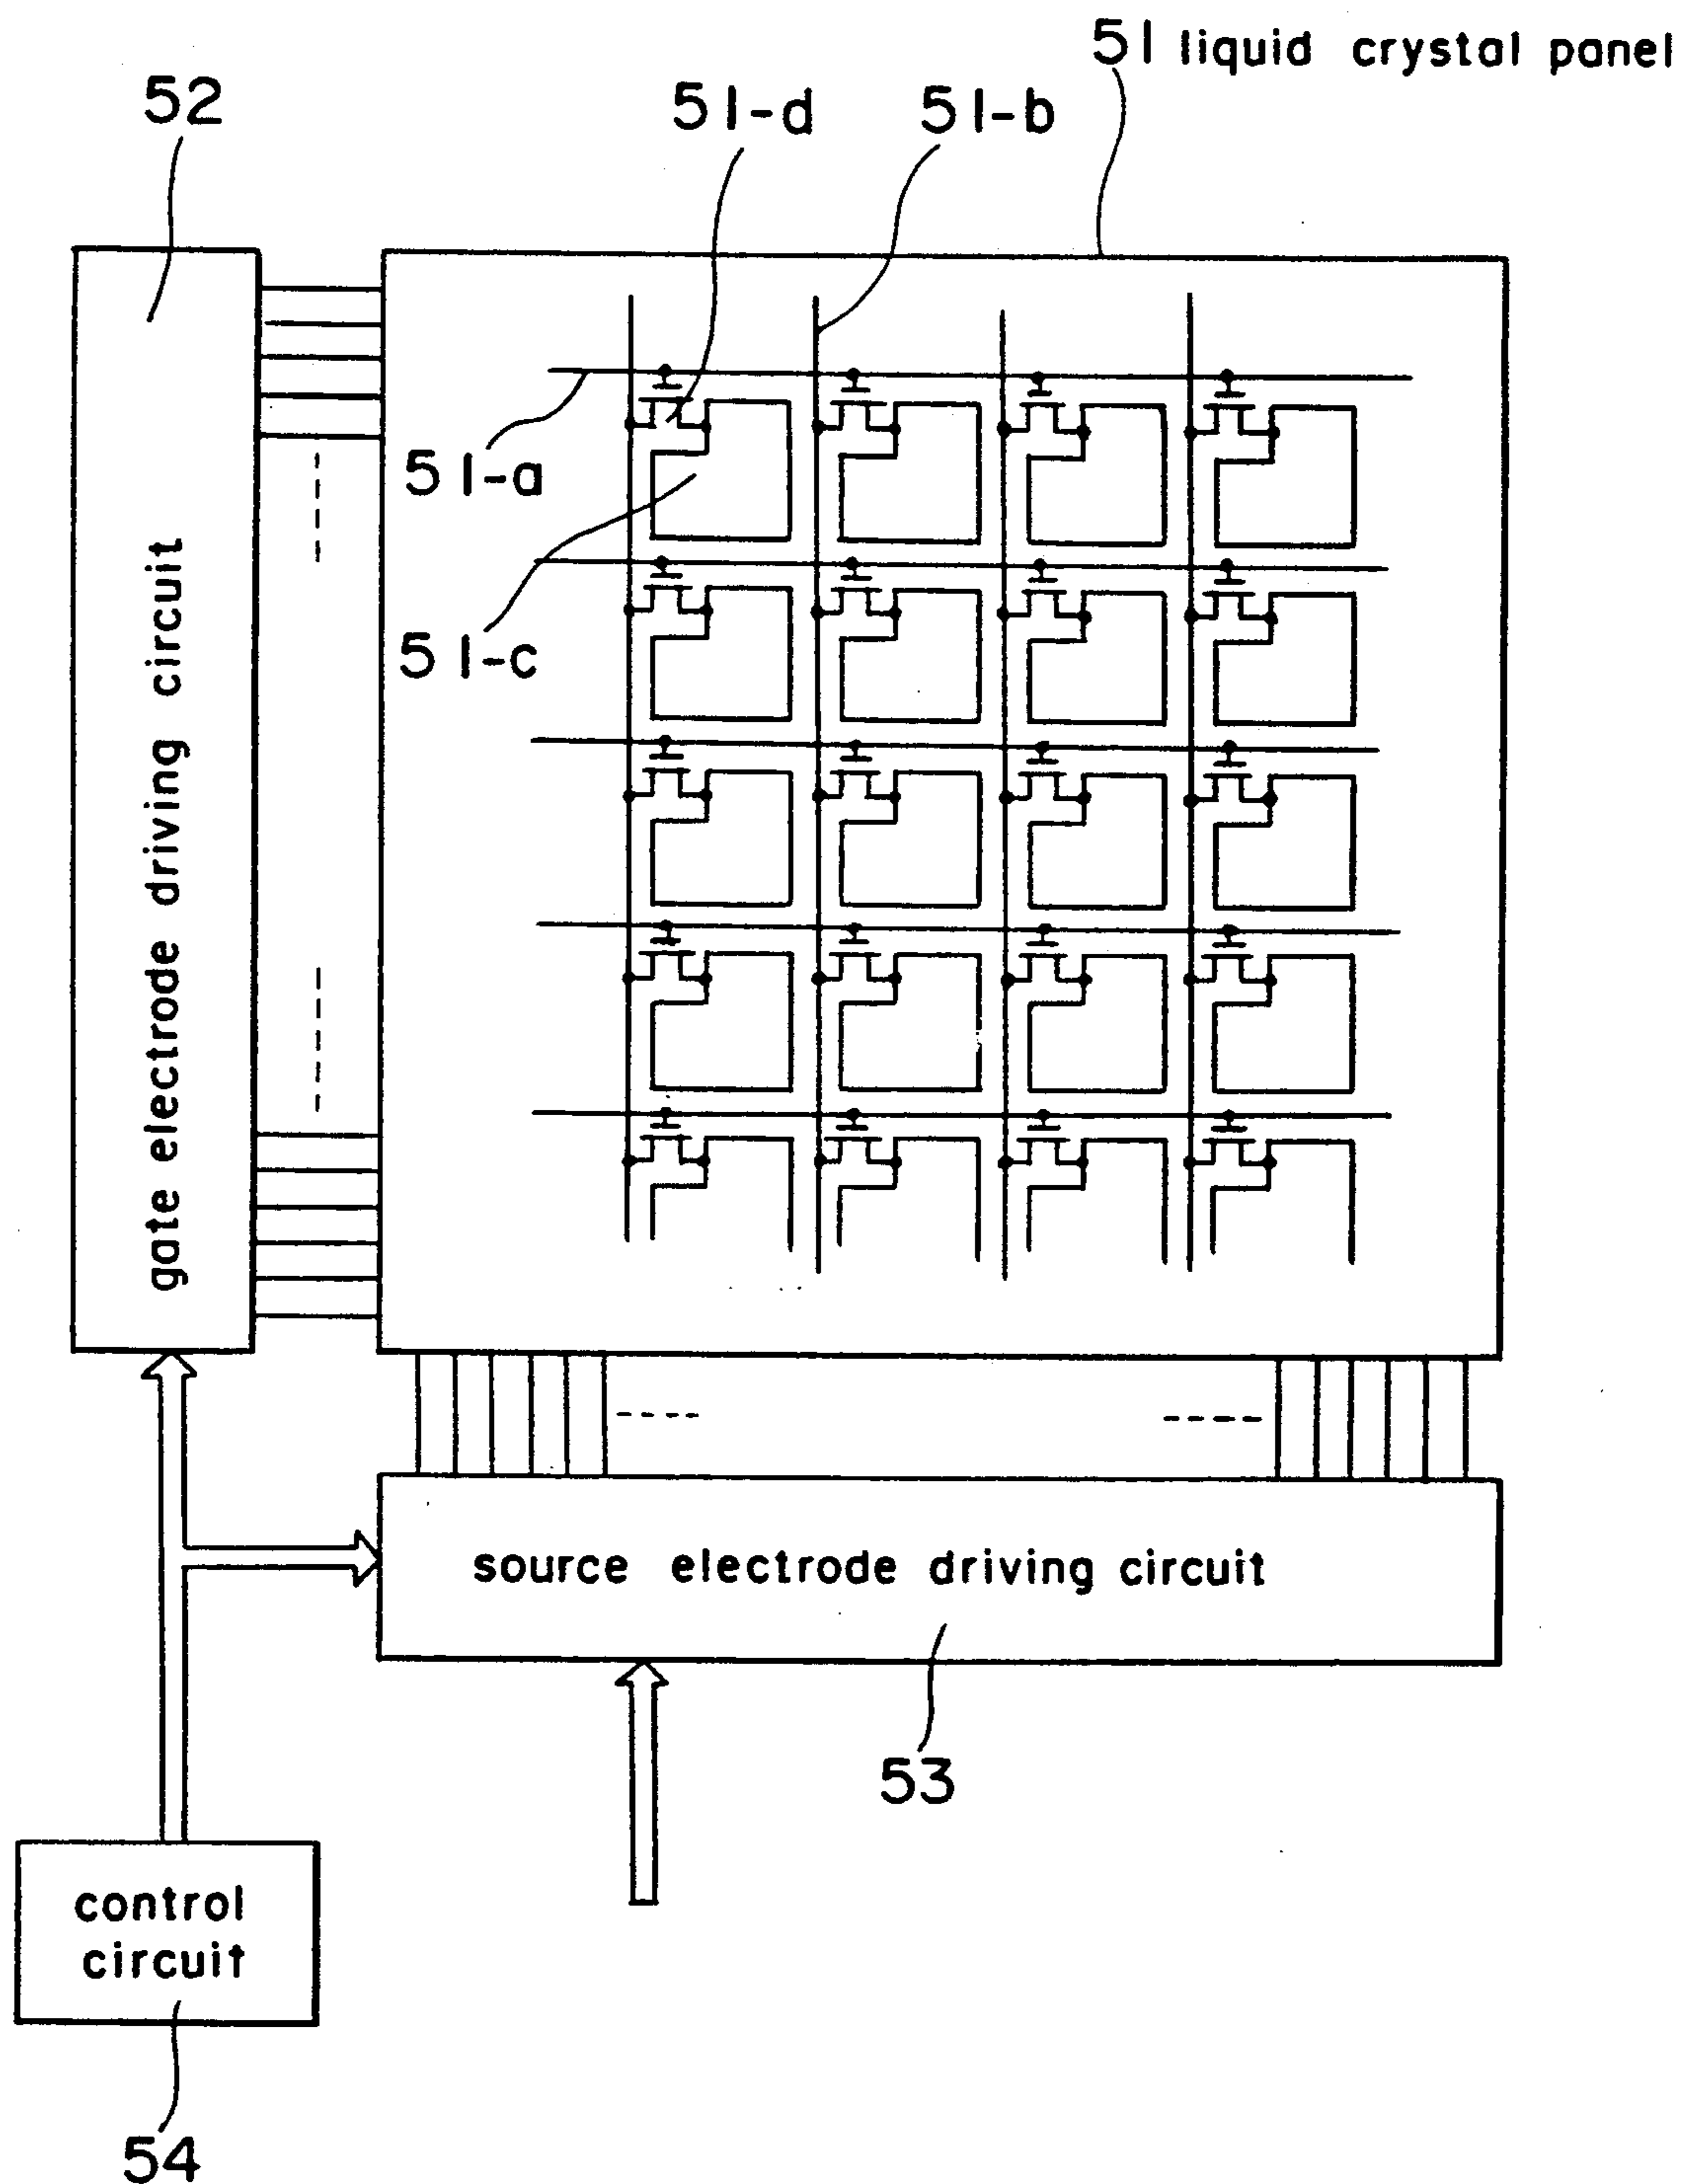 51 liquid crystal panel
52
51-d
51-b
51-a
51-c
gate electrode driving circuit
source electrode driving circuit
53
control
circuit
54